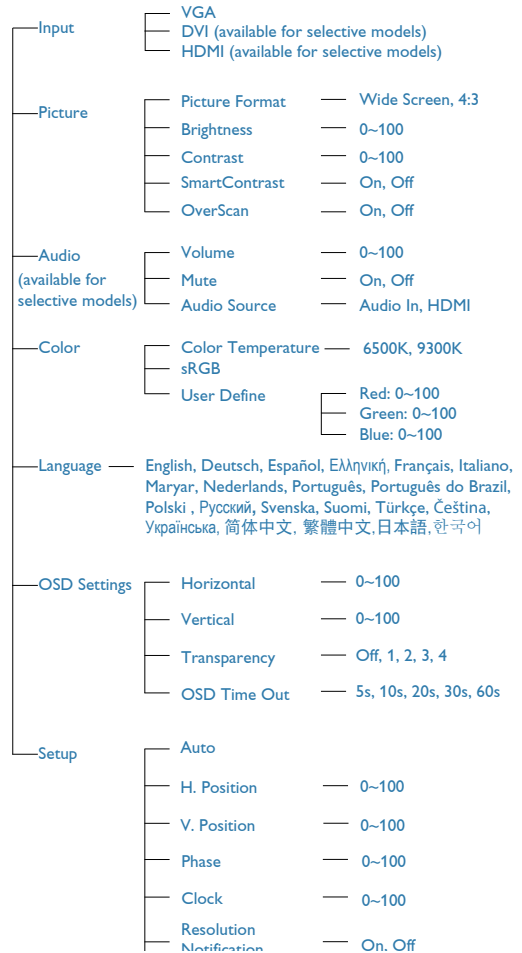 Input
VGA
DVI (available for selective models)
HDMI (available for selective models)
Picture
Picture Format Wide Screen, 4:3
Brightness 0~100
Contrast 0~100
SmartContrast On, Off
OverScan On, Off
Audio
(available for
selective models)
Volume 0~100
Mute On, Off
Audio Source Audio In, HDMI
Color
Color Temperature 6500K, 9300K
sRGB
User Define
Red: 0~100
Green: 0~100
Blue: 0~100
Language
English, Deutsch, Español, Ελληνική, Français, Italiano,
Maryar, Nederlands, Português, Português do Brazil,
Polski , Русский, Svenska, Suomi, Türkçe, Čeština,
Українська, 简体中文, 繁體中文,日本語,한국어
OSD Settings
Horizontal 0~100
Vertical 0~100
Transparency Off, 1, 2, 3, 4
OSD Time Out 5s, 10s, 20s, 30s, 60s
Setup
Auto
H. Position 0~100
V. Position 0~100
Phase 0~100
Clock 0~100
Resolution
Notification On, Off